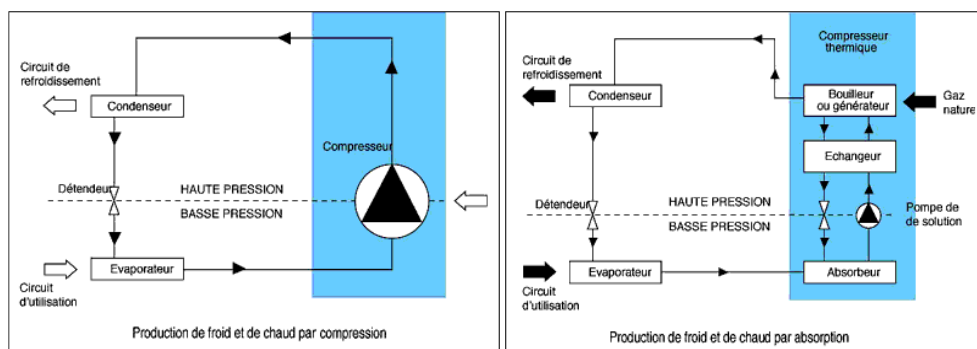 Circuit de
refroidissement
Condenseur
Compresseur
Détendeur
HAUTE PRESSION
BASSE PRESSION
Evaporateur
Circuit
d'utilisation
Production de froid et de chaud par compression
Compresseur
thermique
Circuit de
refroidissement
Condenseur
Bouilleur
ou générateur
Gaz
nature
Echangeur
Détendeur
HAUTE PRESSION
BASSE PRESSION
Pompe de
de solution
Evaporateur
Absorbeur
Circuit
d'utilisation
Production de froid et de chaud par absorption